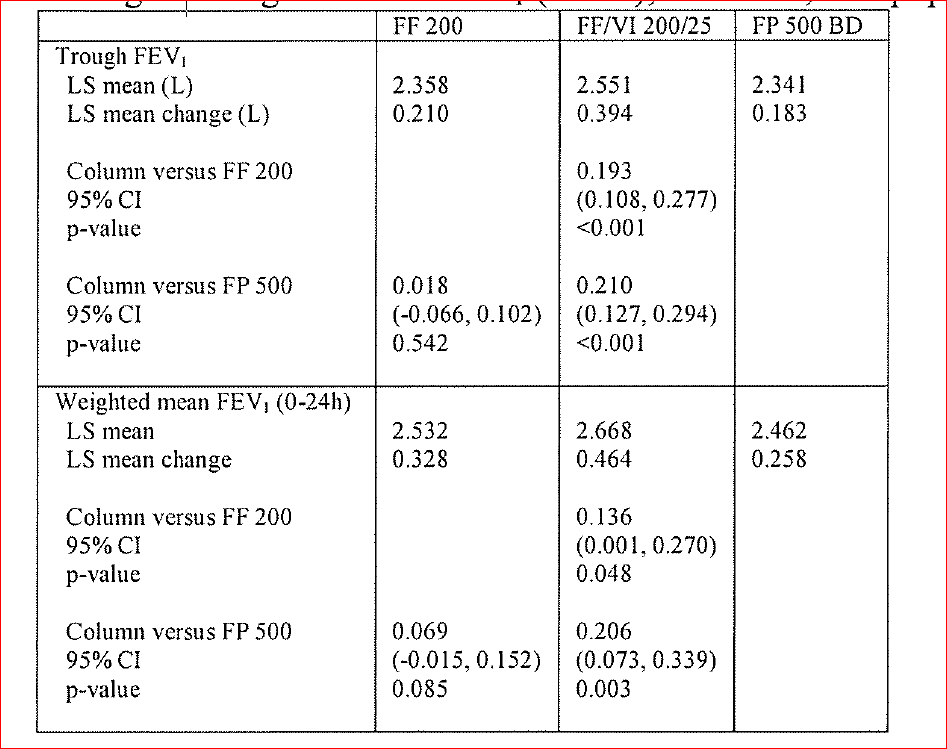 FF 200 FF/VI 200/25 FP 500 BD
Trough FEV₁
LS mean (L) 2.358 2.551 2.341
LS mean change (L) 0.210 0.394 0.183
Column versus FF 200 0.193
95% CI (0.108, 0.277)
p-value <0.001
Column versus FP 500 0.018 0.210
95% CI (-0.066, 0.102) (0.127, 0.294)
p-value 0.542 <0.001
Weighted mean FEV₁ (0-24h)
LS mean 2.532 2.668 2.462
LS mean change 0.328 0.464 0.258
Column versus FF 200 0.136
95% CI (0.001, 0.270)
p-value 0.048
Column versus FP 500 0.069 0.206
95% CI (-0.015, 0.152) (0.073, 0.339)
p-value 0.085 0.003